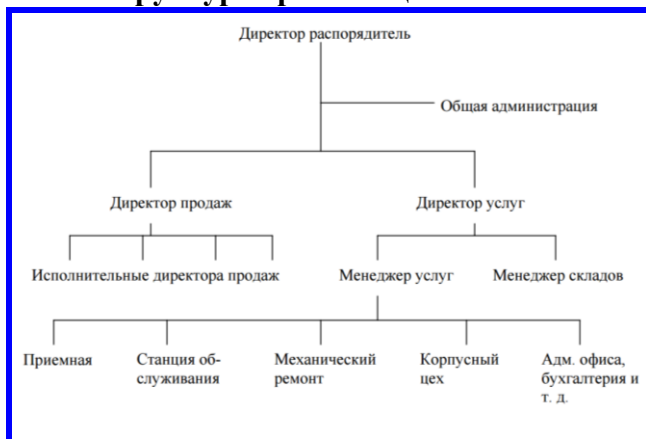 Директор распорядитель
Общая администрация
Директор продаж
Директор услуг
Исполнительные директора продаж
Менеджер услуг
Менеджер складов
Приемная
Станция об-
служивания
Механический
ремонт
Корпусный
цех
Адм. офиса,
бухгалтерия и
т. д.